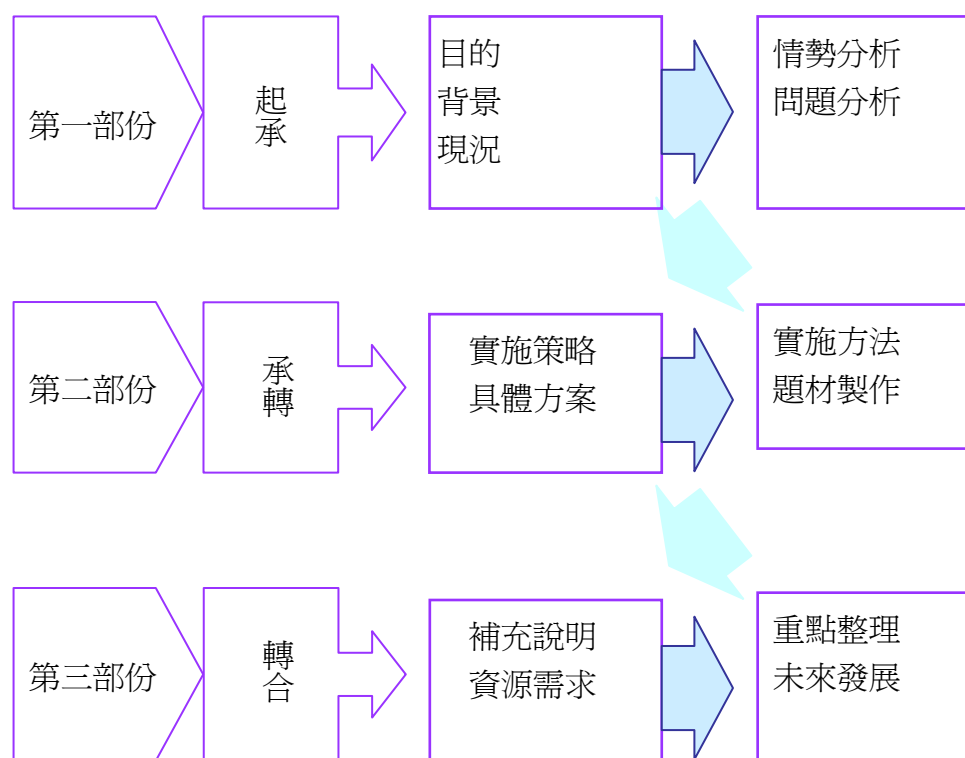 第一部份
起承
目的
背景
現況
情勢分析
問題分析
第二部份
承轉
實施策略
具體方案
實施方法
題材製作
第三部份
轉合
補充說明
資源需求
重點整理
未來發展